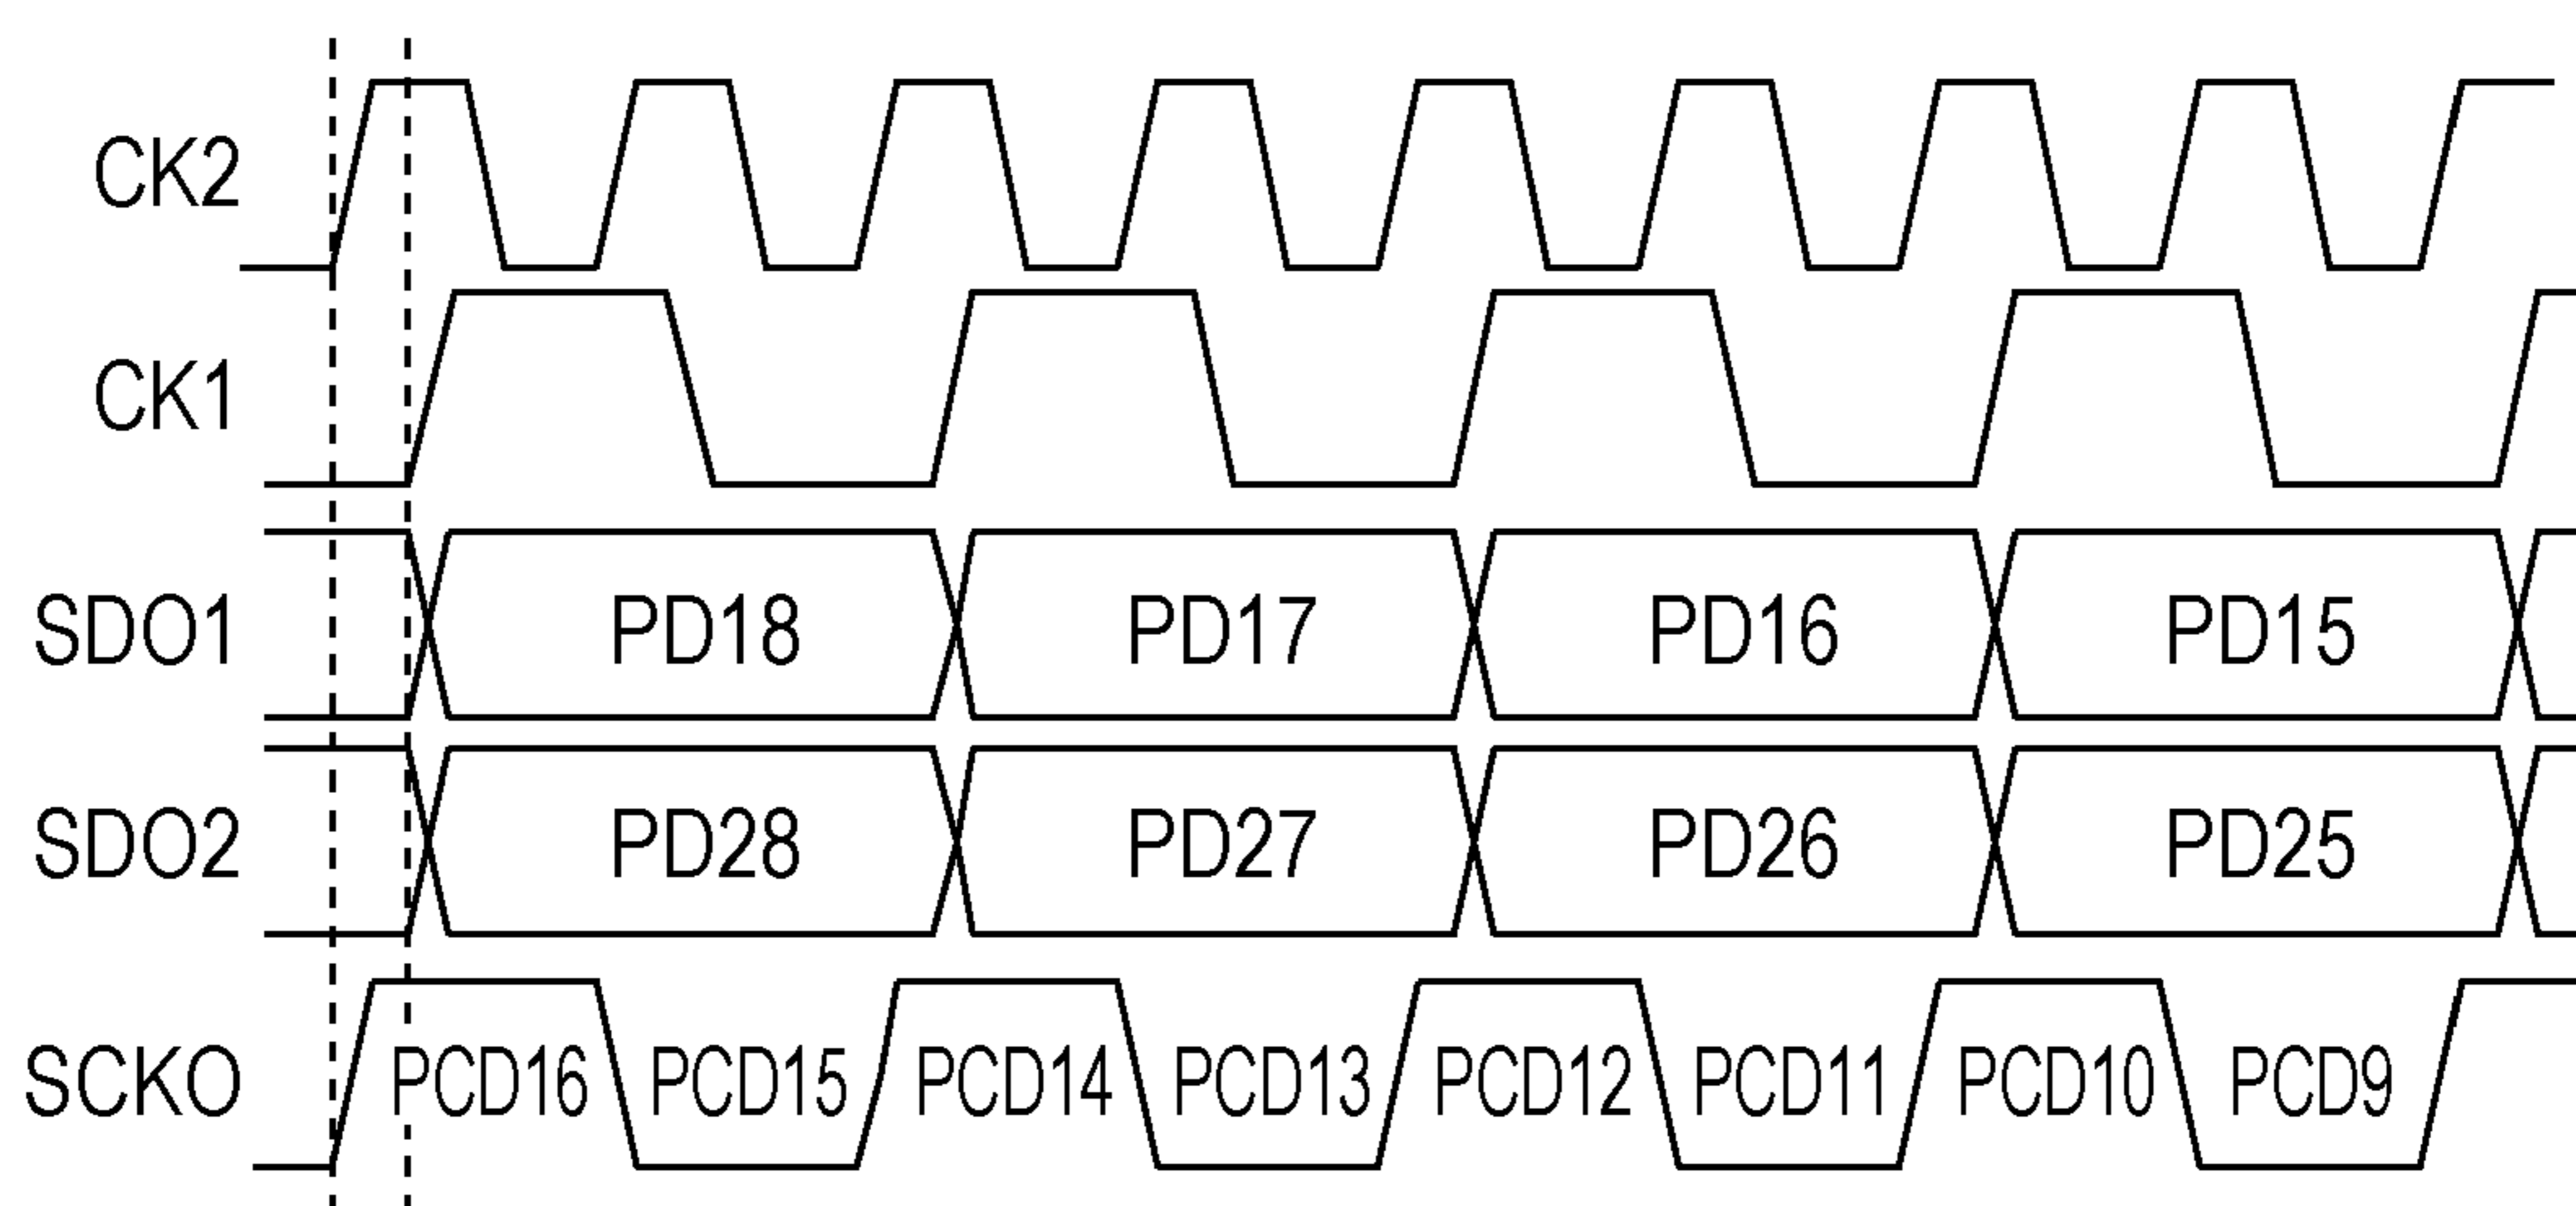 CK2
CK1
SDO1 PD18 PD17 PD16 PD15
SDO2 PD28 PD27 PD26 PD25
SCKO PCD16 PCD15 PCD14 PCD13 PCD12 PCD11 PCD10 PCD9